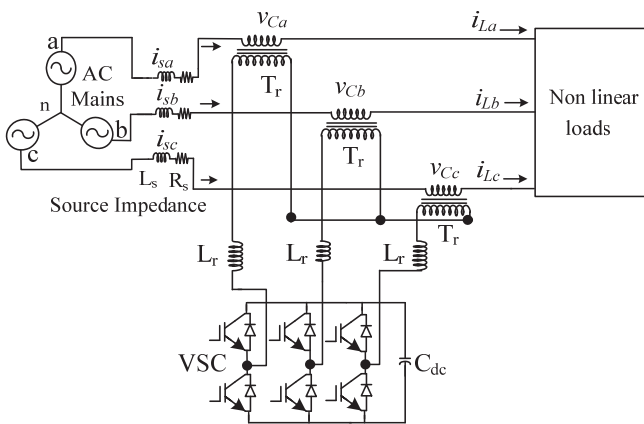 v_Ca
i_La
a
i_sa
AC
Mains
T_r
v_Cb
i_Lb
n
i_sb
Non linear
loads
b
c
T_r
i_sc
v_Cc
i_Lc
L_s
R_s
Source Impedance
T_r
L_r
L_r
L_r
VSC
C_dc